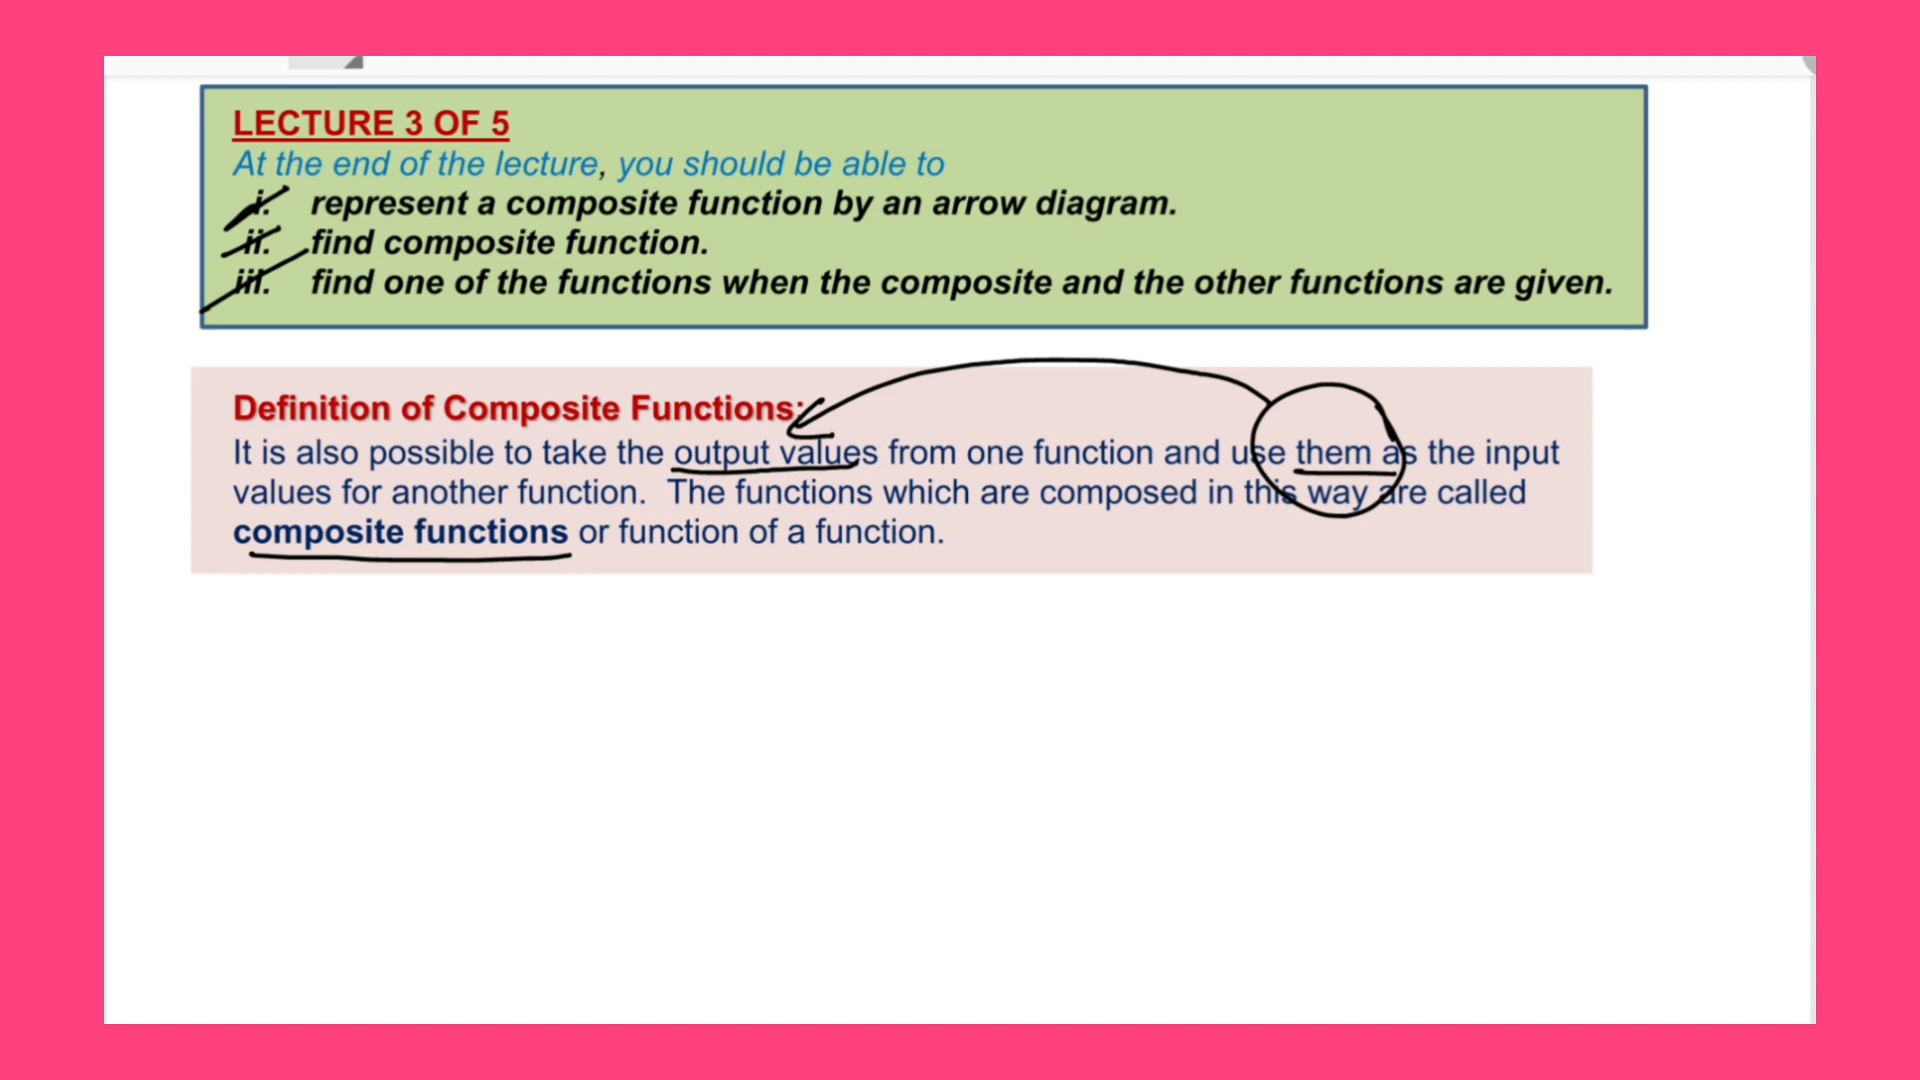 LECTURE 3 OF 5
At the end of the lecture, you should be able to
i. represent a composite function by an arrow diagram.
ii. find composite function.
iii. find one of the functions when the composite and the other functions are given.
Definition of Composite Functions:
It is also possible to take the output values from one function and use them as the input
values for another function. The functions which are composed in this way are called
composite functions or function of a function.